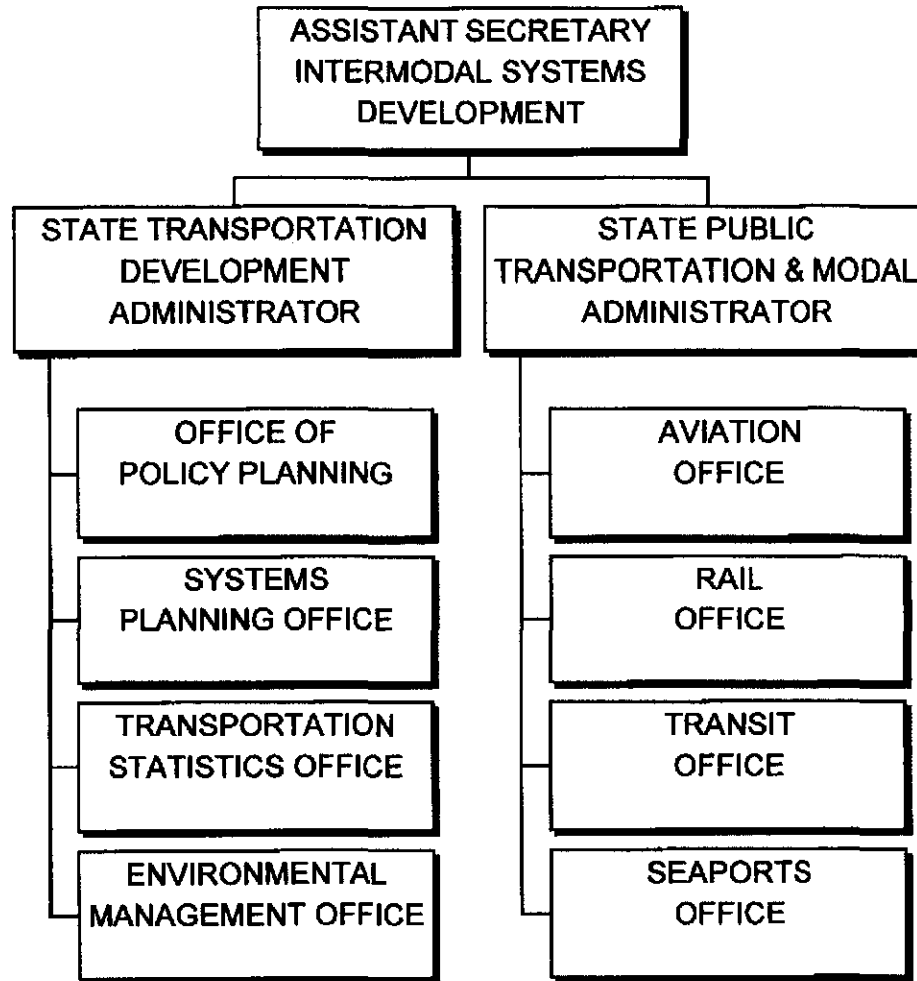 ASSISTANT SECRETARY
INTERMODAL SYSTEMS
DEVELOPMENT
STATE TRANSPORTATION
DEVELOPMENT
ADMINISTRATOR
STATE PUBLIC
TRANSPORTATION & MODAL
ADMINISTRATOR
OFFICE OF
POLICY PLANNING
SYSTEMS
PLANNING OFFICE
TRANSPORTATION
STATISTICS OFFICE
ENVIRONMENTAL
MANAGEMENT OFFICE
AVIATION
OFFICE
RAIL
OFFICE
TRANSIT
OFFICE
SEAPORTS
OFFICE